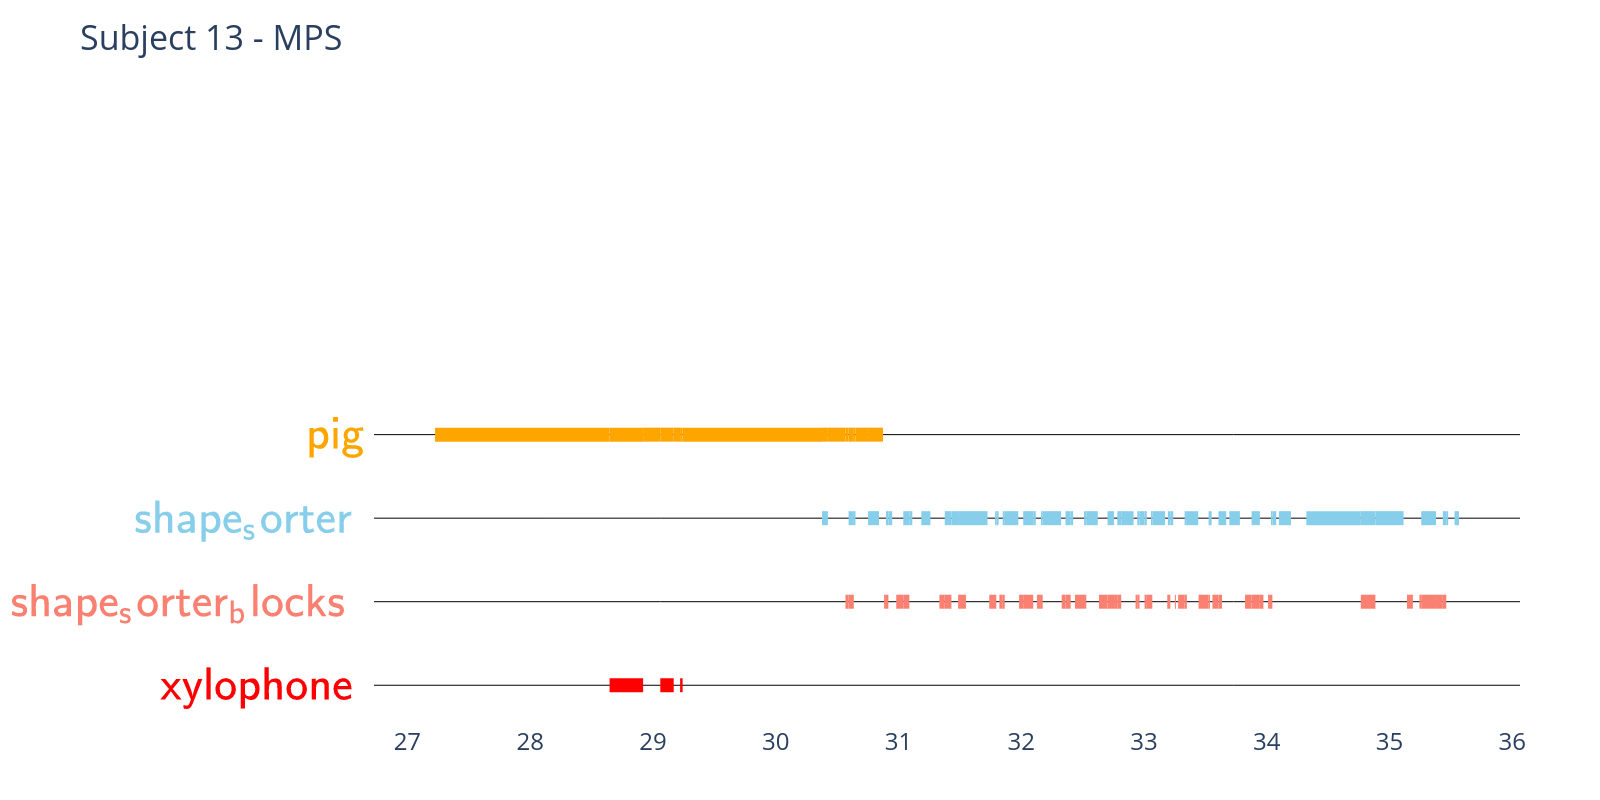 Subject 13 - MPS
pig
shapesorter
shapesorterblocks
xylophone
27 28 29 30 31 32 33 34 35 36